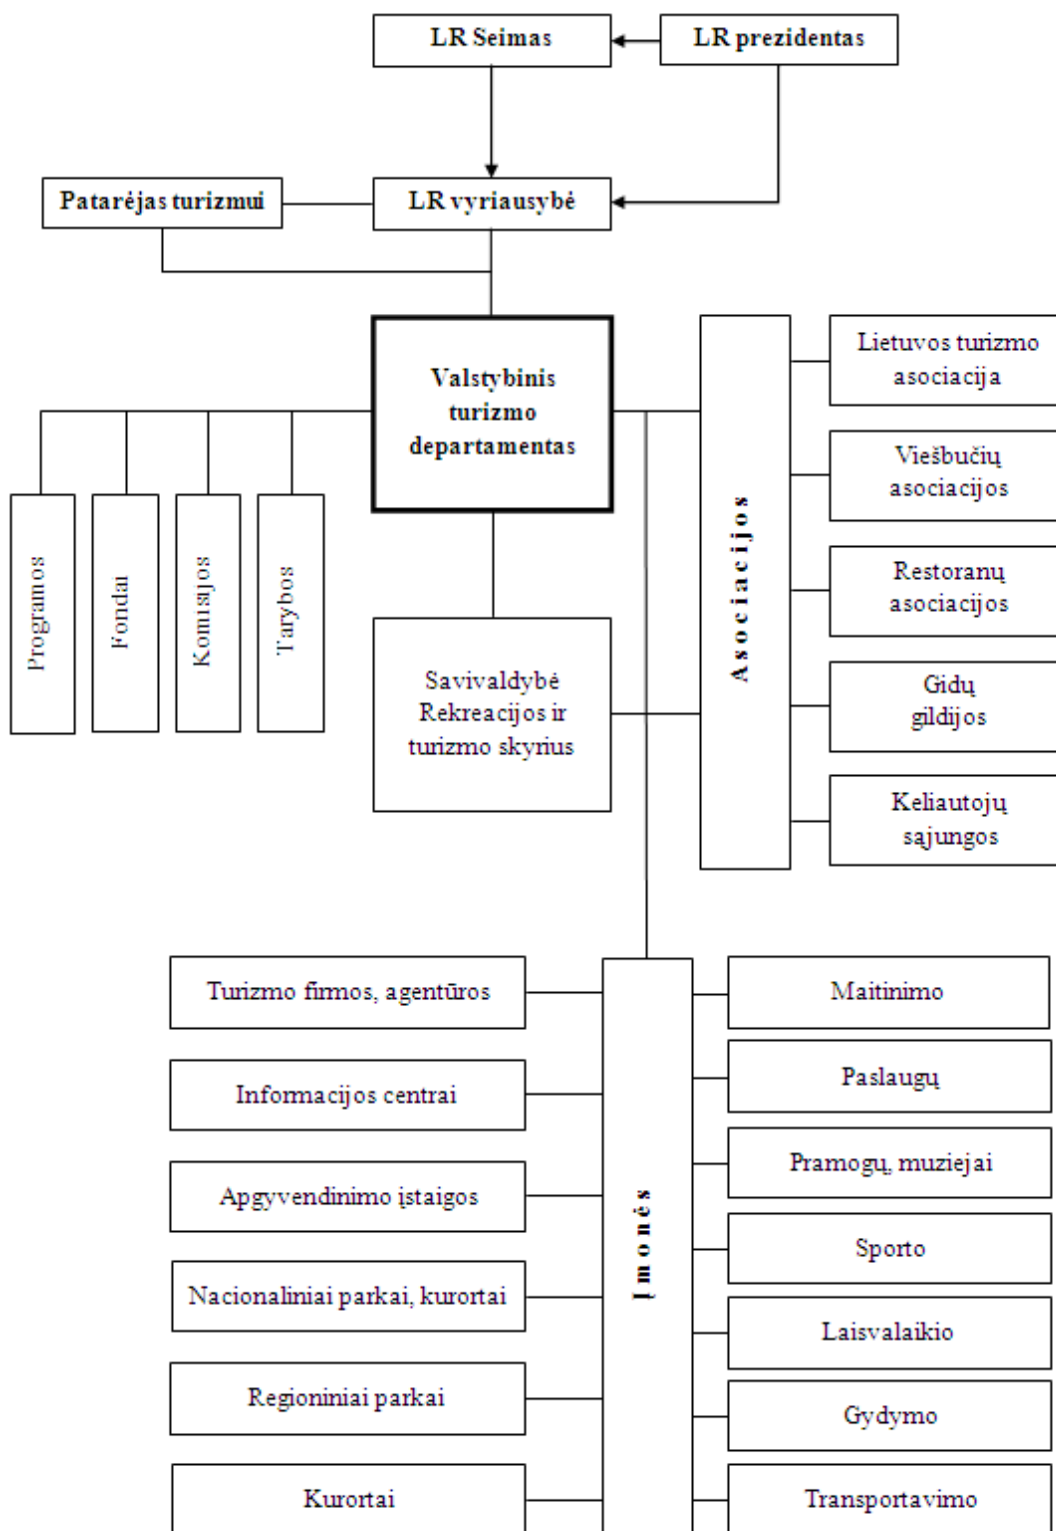 LR Seimas
LR prezidentas
Patarėjas turizmui
LR vyriausybė
Valstybinis
turizmo
departamentas
Programos
Fondai
Komisijos
Tarybos
Savivaldybė
Rekreacijos ir
turizmo skyrius
Asociacijos
Lietuvos turizmo
asociacija
Viešbučių
asociacijos
Restoranų
asociacijos
Gidų
gildijos
Keliautojų
sąjungos
Įmonės
Turizmo firmos, agentūros
Informacijos centrai
Apgyvendinimo įstaigos
Nacionaliniai parkai, kurortai
Regioniniai parkai
Kurortai
Maitinimo
Paslaugų
Pramogų, muziejai
Sporto
Laisvalaikio
Gydymo
Transportavimo